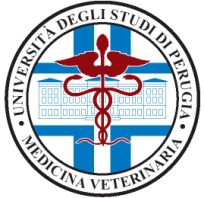 UNIVERSITÀ DEGLI STUDI DI PERUGIA
MEDICINA VETERINARIA